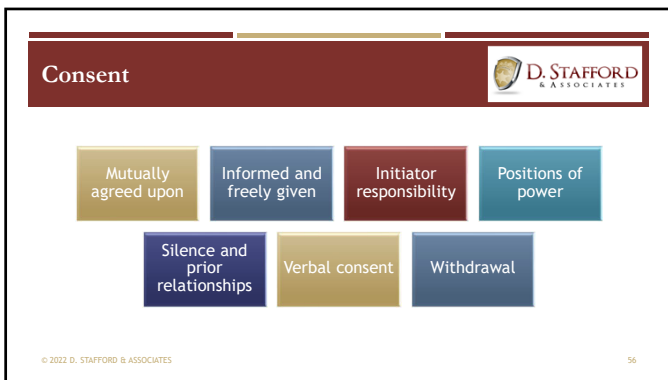 Consent
D. STAFFORD
& ASSOCIATES
Mutually
agreed upon
Informed and
freely given
Initiator
responsibility
Positions of
power
Silence and
prior
relationships
Verbal consent
Withdrawal
© 2022 D. STAFFORD & ASSOCIATES
56